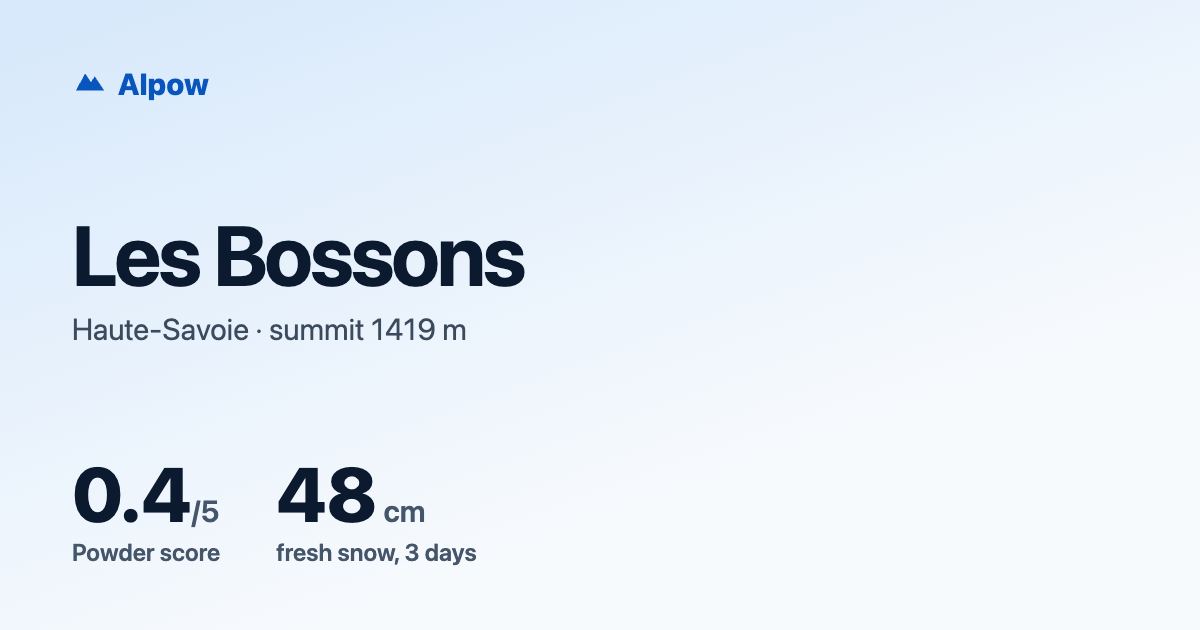 Alpow
Les Bossons
Haute-Savoie · summit 1419 m
0.4/5
Powder score
48 cm
fresh snow, 3 days